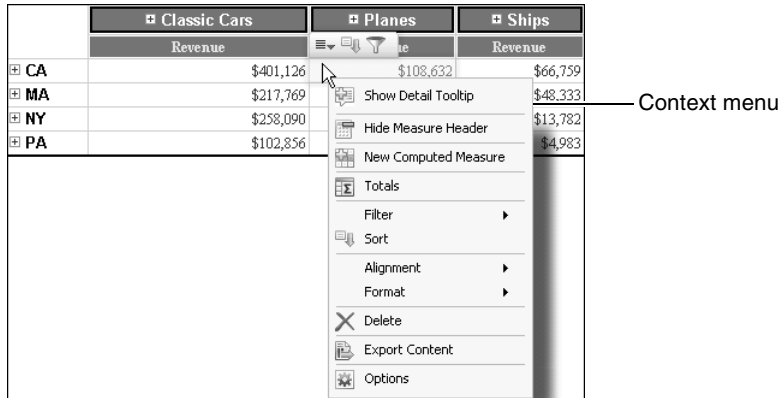 Classic Cars Planes Ships
Revenue ue Revenue
CA $401,126 $108,632 $66,759
MA $217,769 $48,333
NY $258,090 $13,782
PA $102,856 $4,983
Show Detail Tooltip
Hide Measure Header
New Computed Measure
Totals
Filter
Sort
Alignment
Format
Delete
Export Content
Options
Context menu